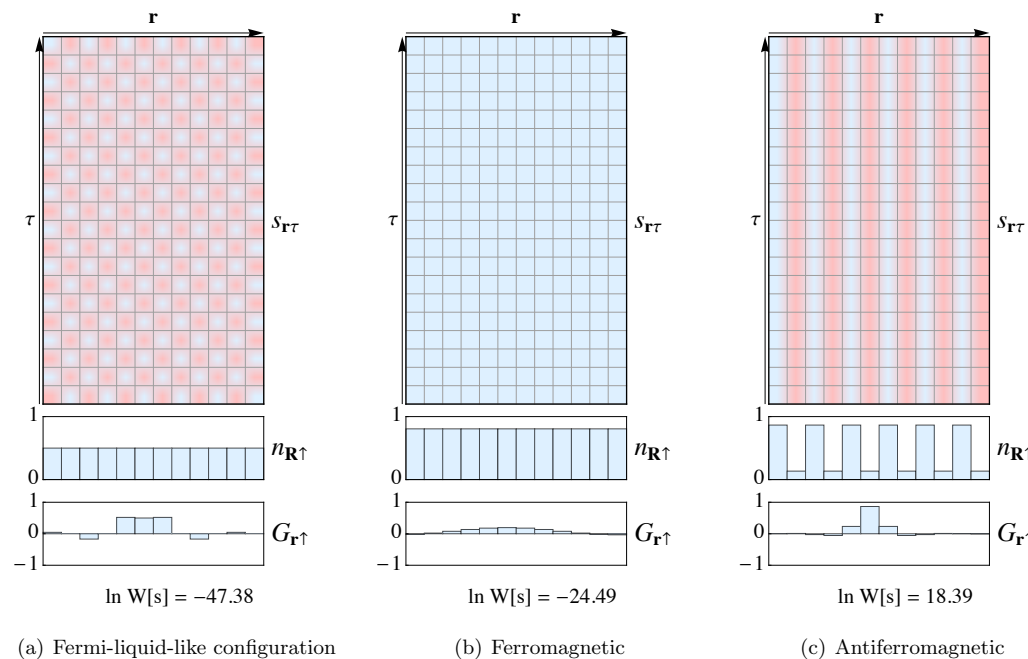 r
r
r
τ
s_rτ
τ
s_rτ
τ
s_rτ
1
0
n_R↑
1
0
n_R↑
1
0
n_R↑
1
0
−1
G_r↑
1
0
−1
G_r↑
1
0
−1
G_r↑
ln W[s] = −47.38
ln W[s] = −24.49
ln W[s] = 18.39
(a) Fermi-liquid-like configuration
(b) Ferromagnetic
(c) Antiferromagnetic